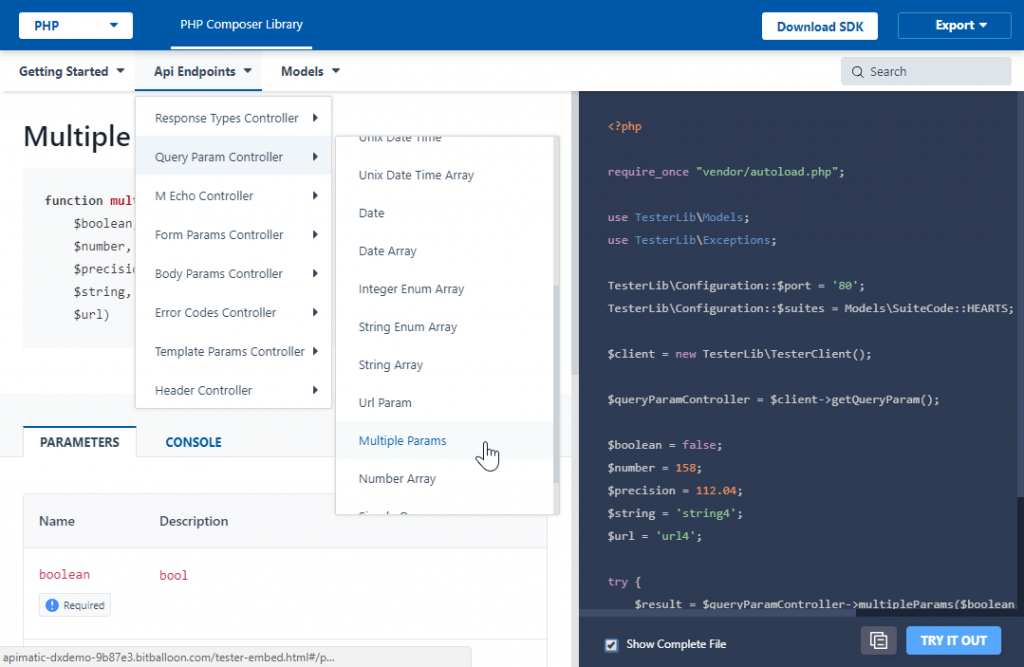 PHP
PHP Composer Library
Download SDK
Export
Getting Started
Api Endpoints
Models
Search
Multiple
function mul
$boolean,
$number,
$precisio
$string,
$url)
Response Types Controller
Query Param Controller
M Echo Controller
Form Params Controller
Body Params Controller
Error Codes Controller
Template Params Controller
Header Controller
Unix Date Time
Unix Date Time Array
Date
Date Array
Integer Enum Array
String Enum Array
String Array
Url Param
Multiple Params
Number Array
PARAMETERS
CONSOLE
Name
Description
boolean
bool
Required
apimatic-dxdemo-9b87e3.bitballoon.com/tester-embed.html#/p...
<?php
require_once "vendor/autoload.php";
use TesterLib\Models;
use TesterLib\Exceptions;
TesterLib\Configuration::$port = '80';
TesterLib\Configuration::$suites = Models\SuiteCode::HEARTS;
$client = new TesterLib\TesterClient();
$queryParamController = $client->getQueryParam();
$boolean = false;
$number = 158;
$precision = 112.04;
$string = 'string4';
$url = 'url4';
try {
$result = $queryParamController->multipleParams($boolean
Show Complete File
TRY IT OUT